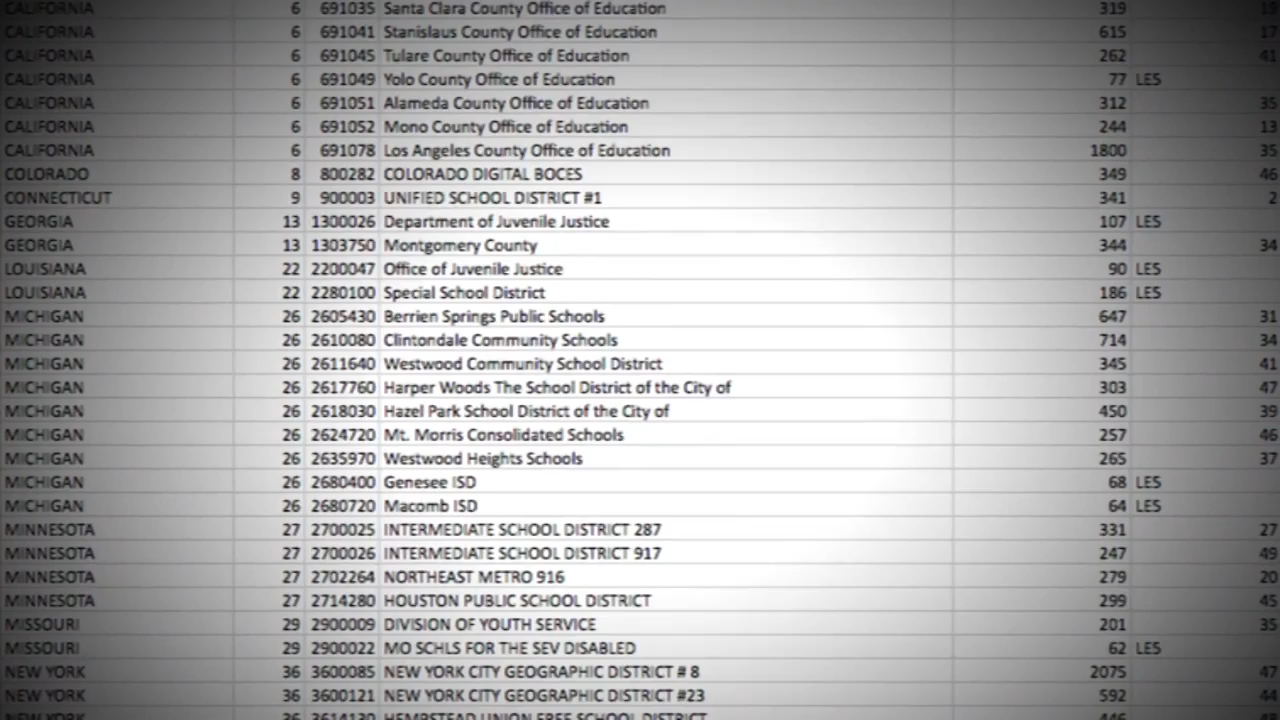 CALIFORNIA 6 691035 Santa Clara County Office of Education 319
CALIFORNIA 6 691041 Stanislaus County Office of Education 615 17
CALIFORNIA 6 691045 Tulare County Office of Education 262 41
CALIFORNIA 6 691049 Yolo County Office of Education 77 LES
CALIFORNIA 6 691051 Alameda County Office of Education 312 35
CALIFORNIA 6 691052 Mono County Office of Education 244 13
CALIFORNIA 6 691078 Los Angeles County Office of Education 1800 35
COLORADO 8 800282 COLORADO DIGITAL BOCES 349 46
CONNECTICUT 9 900003 UNIFIED SCHOOL DISTRICT #1 341 2
GEORGIA 13 1300026 Department of Juvenile Justice 107 LES
GEORGIA 13 1303750 Montgomery County 344 34
LOUISIANA 22 2200047 Office of Juvenile Justice 90 LES
LOUISIANA 22 2280100 Special School District 186 LES
MICHIGAN 26 2605430 Berrien Springs Public Schools 647 31
MICHIGAN 26 2610080 Clintondale Community Schools 714 34
MICHIGAN 26 2611640 Westwood Community School District 345 41
MICHIGAN 26 2617760 Harper Woods The School District of the City of 303 47
MICHIGAN 26 2618030 Hazel Park School District of the City of 450 39
MICHIGAN 26 2624720 Mt. Morris Consolidated Schools 257 46
MICHIGAN 26 2635970 Westwood Heights Schools 265 37
MICHIGAN 26 2680400 Genesee ISD 68 LES
MICHIGAN 26 2680720 Macomb ISD 64 LES
MINNESOTA 27 2700025 INTERMEDIATE SCHOOL DISTRICT 287 331 27
MINNESOTA 27 2700026 INTERMEDIATE SCHOOL DISTRICT 917 247 49
MINNESOTA 27 2702264 NORTHEAST METRO 916 279 20
MINNESOTA 27 2714280 HOUSTON PUBLIC SCHOOL DISTRICT 299 45
MISSOURI 29 2900009 DIVISION OF YOUTH SERVICE 201 35
MISSOURI 29 2900022 MO SCHLS FOR THE SEV DISABLED 62 LES
NEW YORK 36 3600085 NEW YORK CITY GEOGRAPHIC DISTRICT # 8 2075 47
NEW YORK 36 3600121 NEW YORK CITY GEOGRAPHIC DISTRICT #23 592 44
HEMPSTEAD UNION FREE SCHOOL DISTRICT